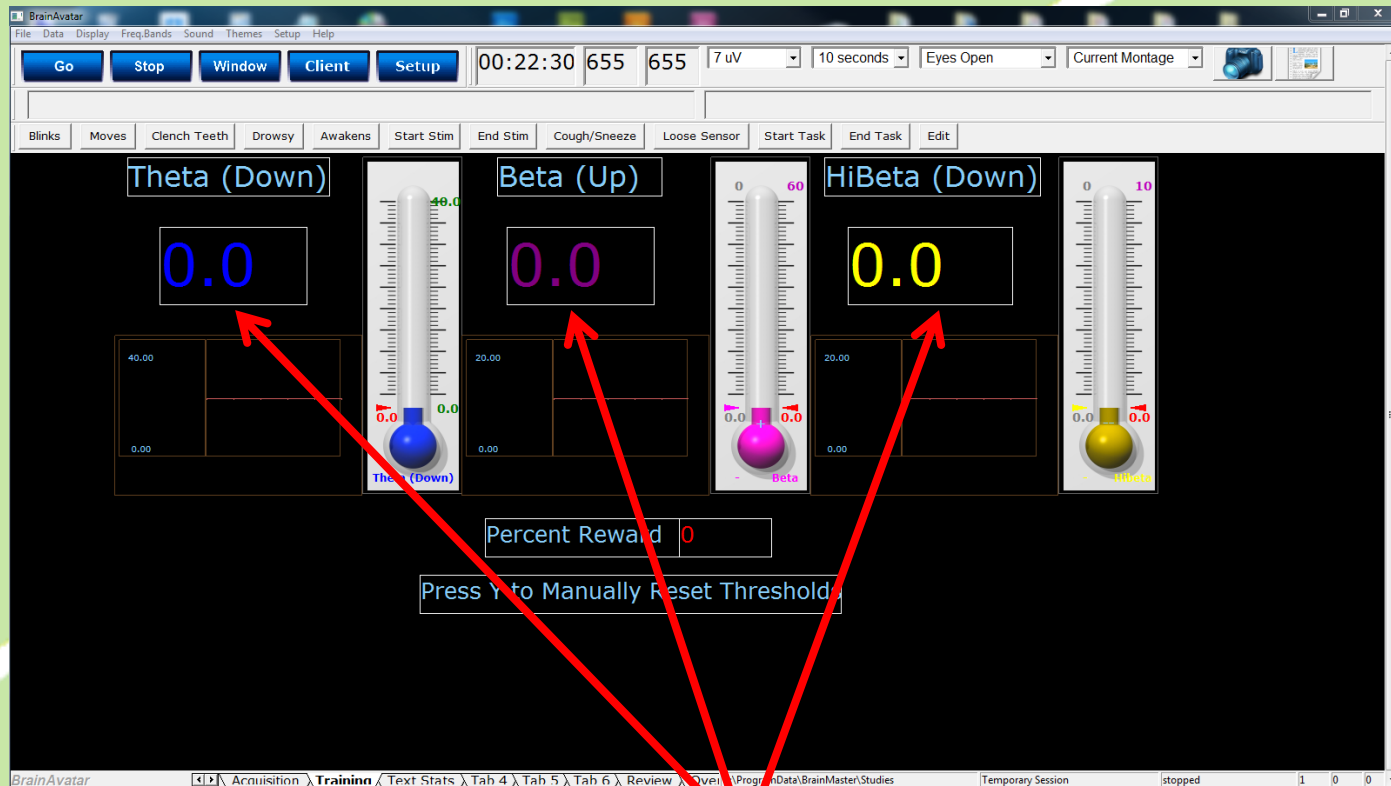 BrainAvatar
File Data Display Freq.Bands Sound Themes Setup Help
Go Stop Window Client Setup 00:22:30 655 655 7 uV 10 seconds Eyes Open Current Montage
Blinks Moves Clench Teeth Drowsy Awakens Start Stim End Stim Cough/Sneeze Loose Sensor Start Task End Task Edit
Theta (Down) Beta (Up) HiBeta (Down)
40.0 0 60 0 10
0.0 0.0 0.0
40.00 20.00 20.00
0.0 0.0 0.0 0.0 0.0 0.0
0.00 0.00 0.00
Theta (Down) - Beta - HiBeta
Percent Reward 0
Press Y to Manually Reset Thresholds
BrainAvatar Acquisition Training Text Stats Tab 4 Tab 5 Tab 6 Review \ProgramData\BrainMaster\Studies Temporary Session stopped 1 0 0